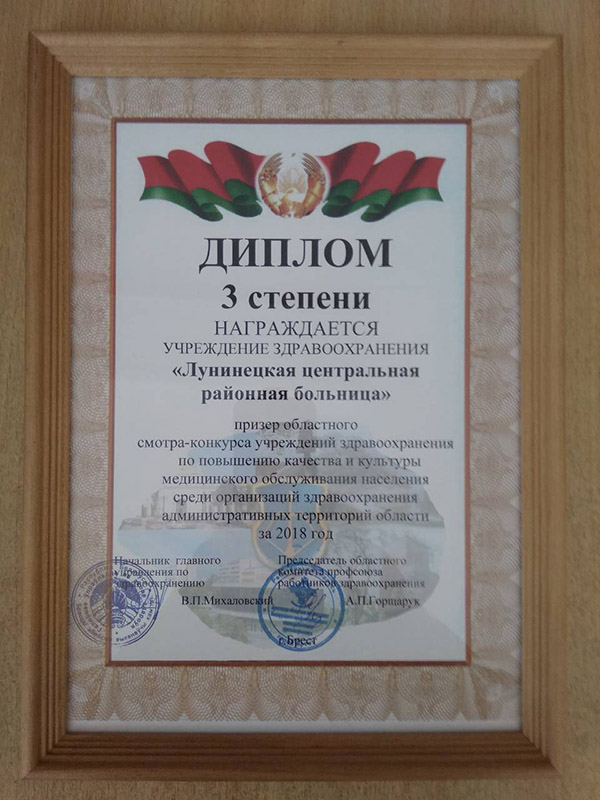 ДИПЛОМ
3 степени
НАГРАЖДАЕТСЯ
УЧРЕЖДЕНИЕ ЗДРАВООХРАНЕНИЯ
«Лунинецкая центральная
районная больница»
призер областного
смотра-конкурса учреждений здравоохранения
по повышению качества и культуры
медицинского обслуживания населения
среди организаций здравоохранения
административных территорий области
за 2018 год
Начальник главного
управления по
здравоохранению
В.П.Михаловский
Председатель областного
комитета профсоюза
работников здравоохранения
А.П.Горщарук
г.Брест